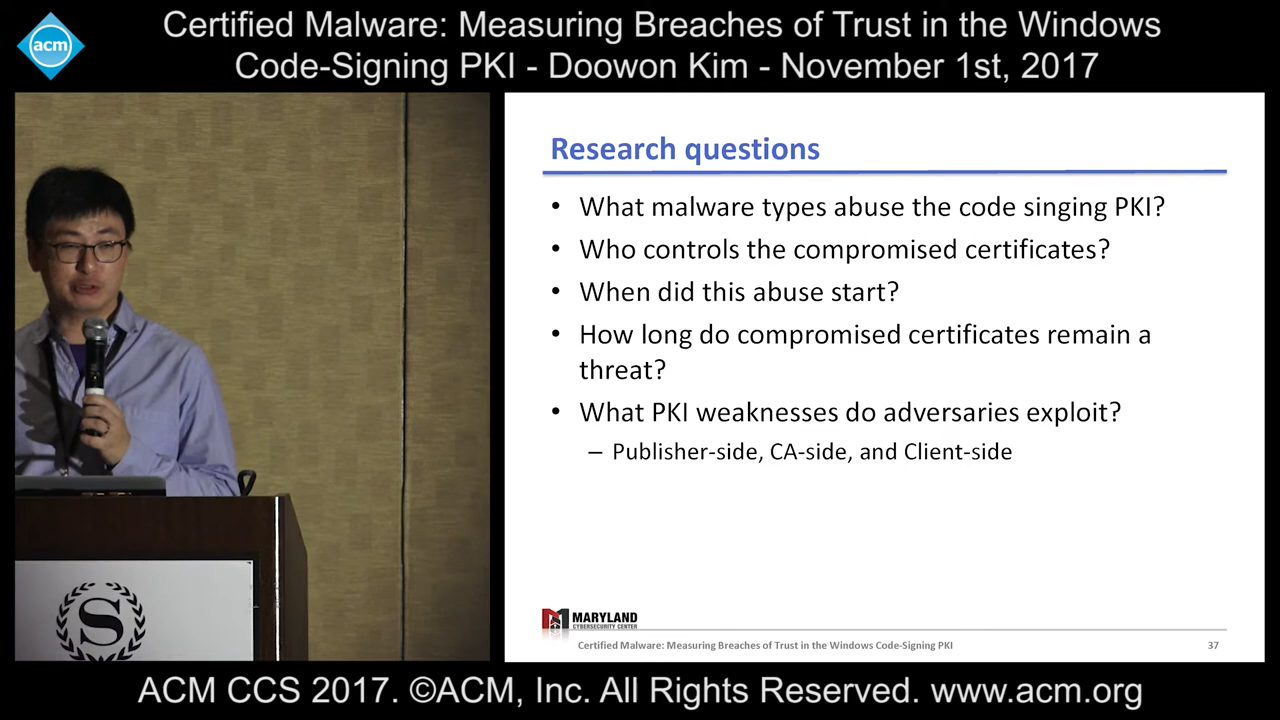 acm
Certified Malware: Measuring Breaches of Trust in the Windows
Code-Signing PKI - Doowon Kim - November 1st, 2017
Research questions
• What malware types abuse the code singing PKI?
• Who controls the compromised certificates?
• When did this abuse start?
• How long do compromised certificates remain a
threat?
• What PKI weaknesses do adversaries exploit?
– Publisher-side, CA-side, and Client-side
S
MARYLAND
CYBERSECURITY CENTER
Certified Malware: Measuring Breaches of Trust in the Windows Code-Signing PKI
37
ACM CCS 2017. ©ACM, Inc. All Rights Reserved. www.acm.org